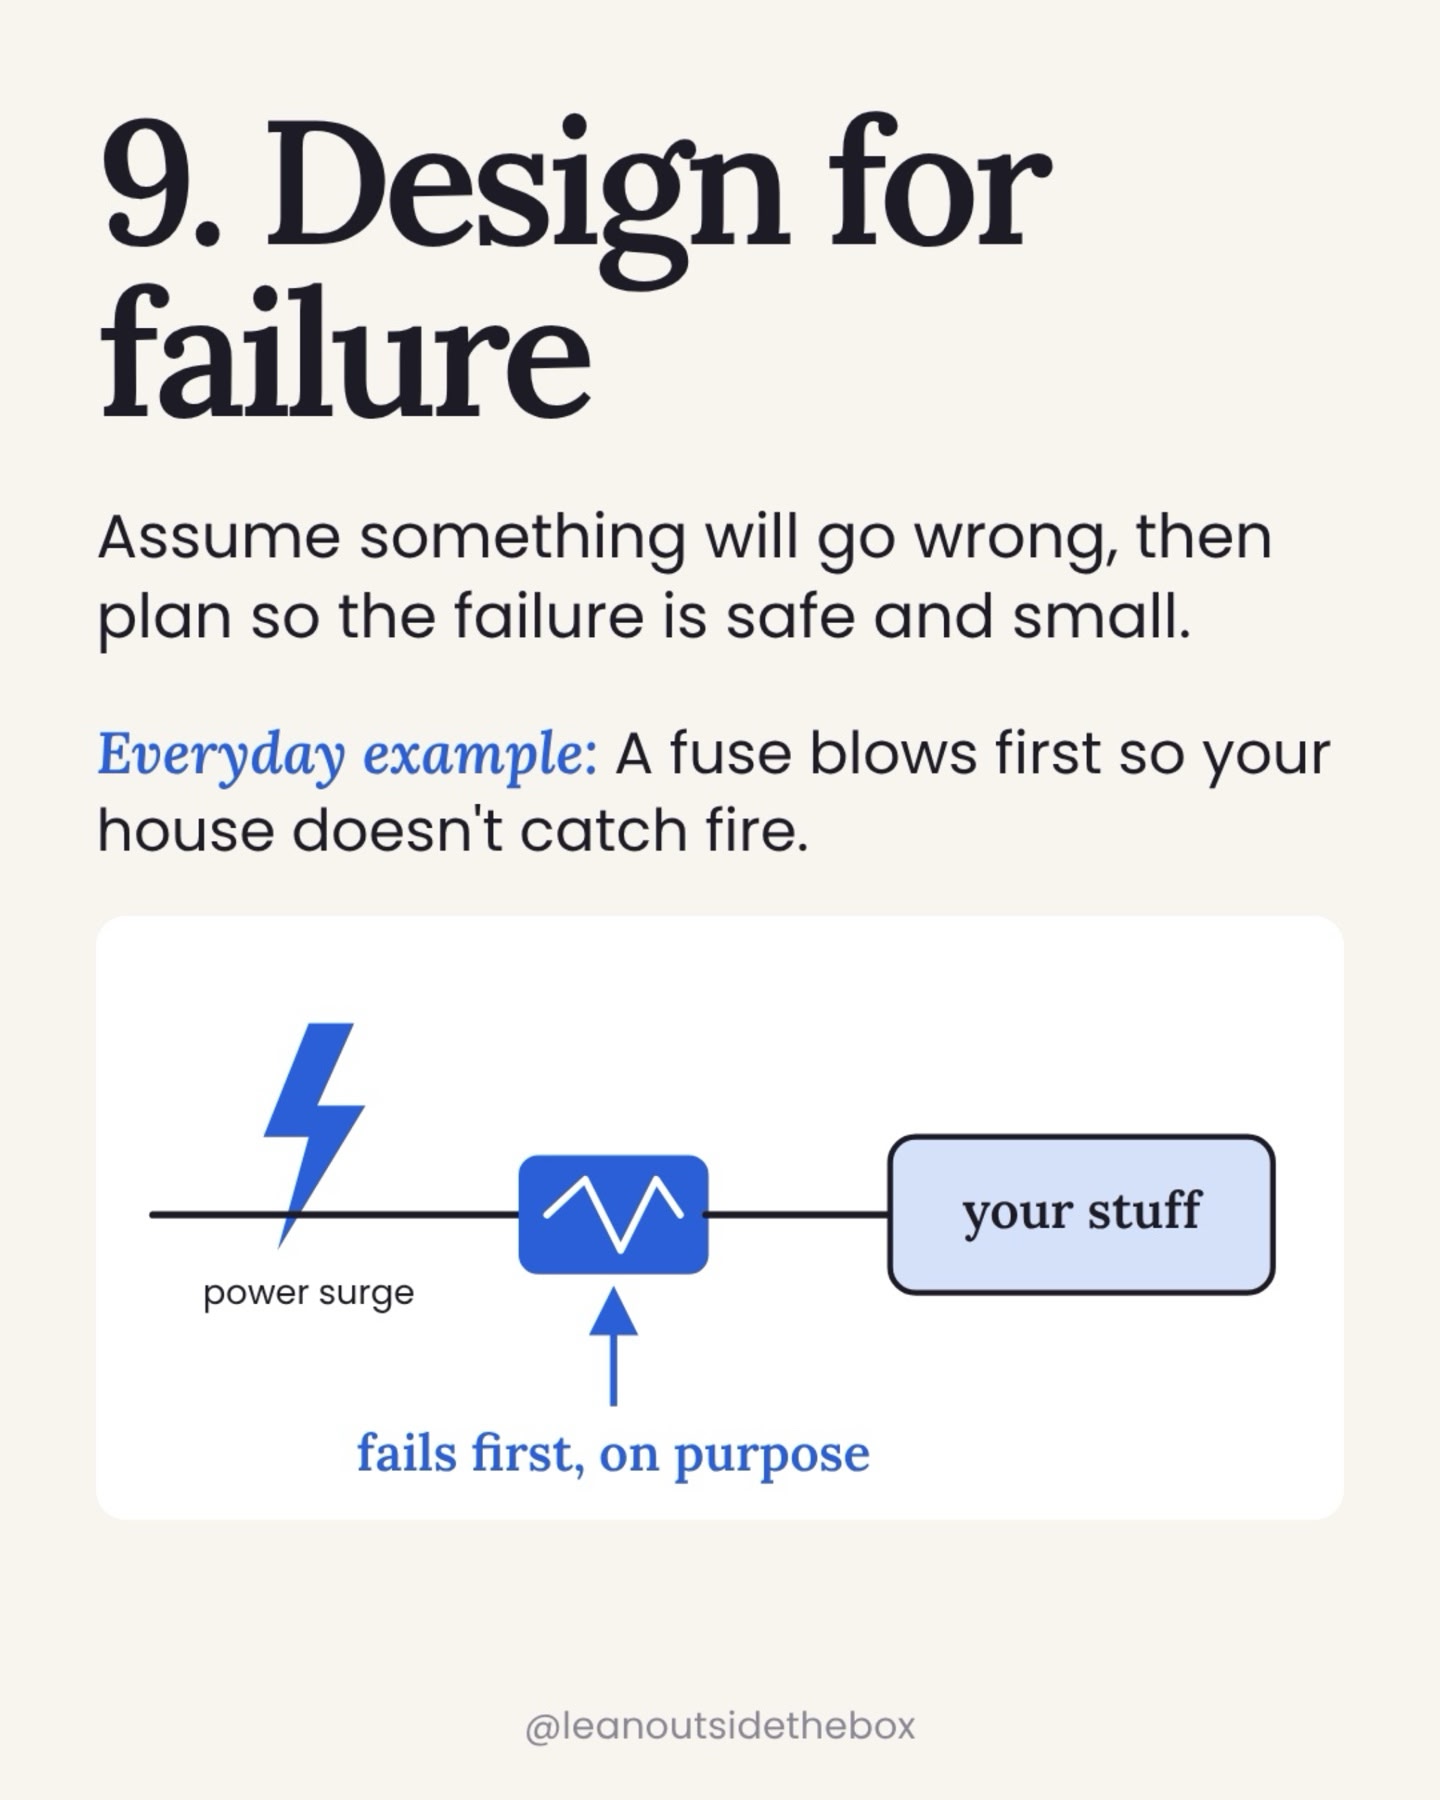 9. Design for
failure
Assume something will go wrong, then
plan so the failure is safe and small.
Everyday example: A fuse blows first so your
house doesn't catch fire.
power surge
your stuff
fails first, on purpose
@leanoutsidethebox